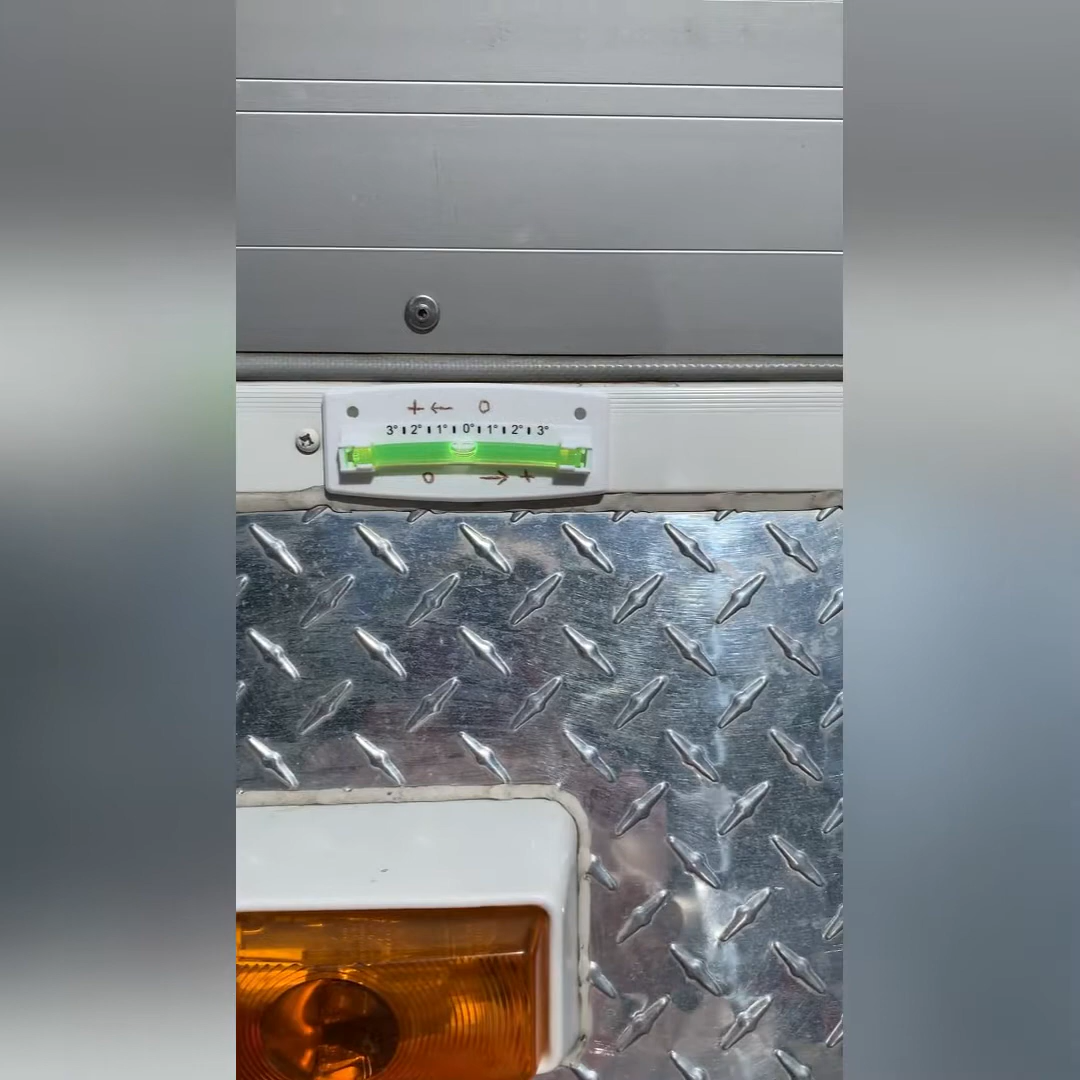 + ← 0
3° ı 2° ı 1° ı 0° ı 1° ı 2° ı 3°
0 → +